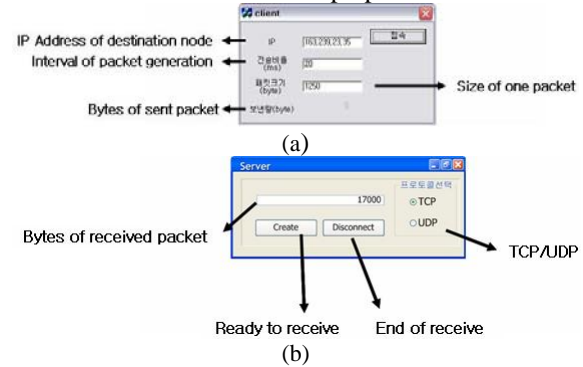 client
IP Address of destination node
IP
163,239,23,35
접속
Interval of packet generation
전송비율
(ms)
20
패킷크기
(byte)
1250
Size of one packet
Bytes of sent packet
보낸량(byte)
(a)
Server
프로토콜선택
17000
TCP
Create
Disconnect
UDP
Bytes of received packet
TCP/UDP
Ready to receive
End of receive
(b)